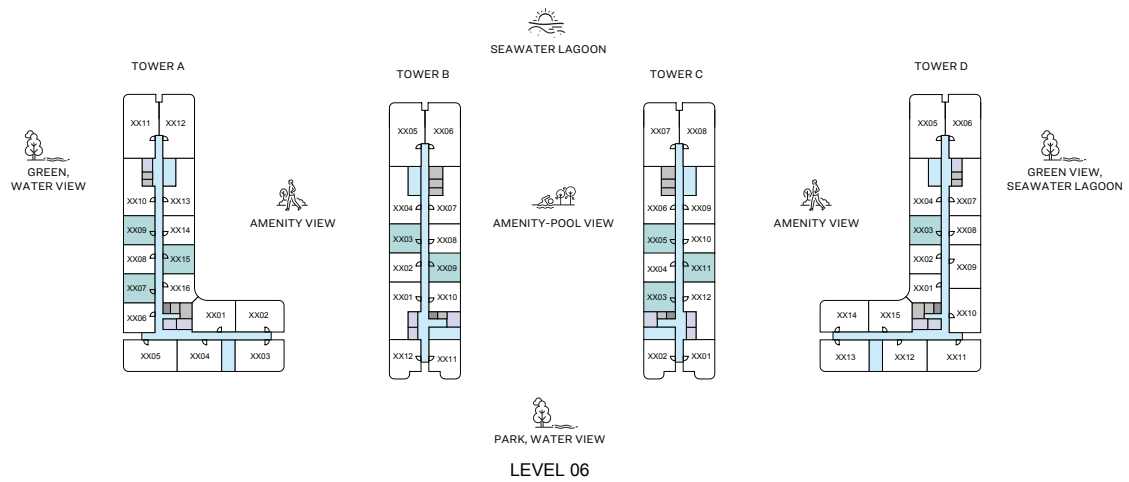 SEAWATER LAGOON
TOWER A
TOWER B
TOWER C
TOWER D
XX11 XX12
XX05 XX06
XX07 XX08
XX05 XX06
GREEN,
WATER VIEW
GREEN VIEW,
SEAWATER LAGOON
XX10 XX13
XX04 XX07
XX06 XX09
XX04 XX07
AMENITY VIEW
AMENITY-POOL VIEW
AMENITY VIEW
XX09 XX14
XX03 XX08
XX05 XX10
XX03 XX08
XX08 XX15
XX02 XX09
XX04 XX11
XX02 XX09
XX07 XX16
XX01 XX10
XX03 XX12
XX01
XX06 XX01 XX02
XX14 XX15 XX10
XX05 XX04 XX03
XX12 XX11
XX02 XX01
XX13 XX12 XX11
PARK, WATER VIEW
LEVEL 06